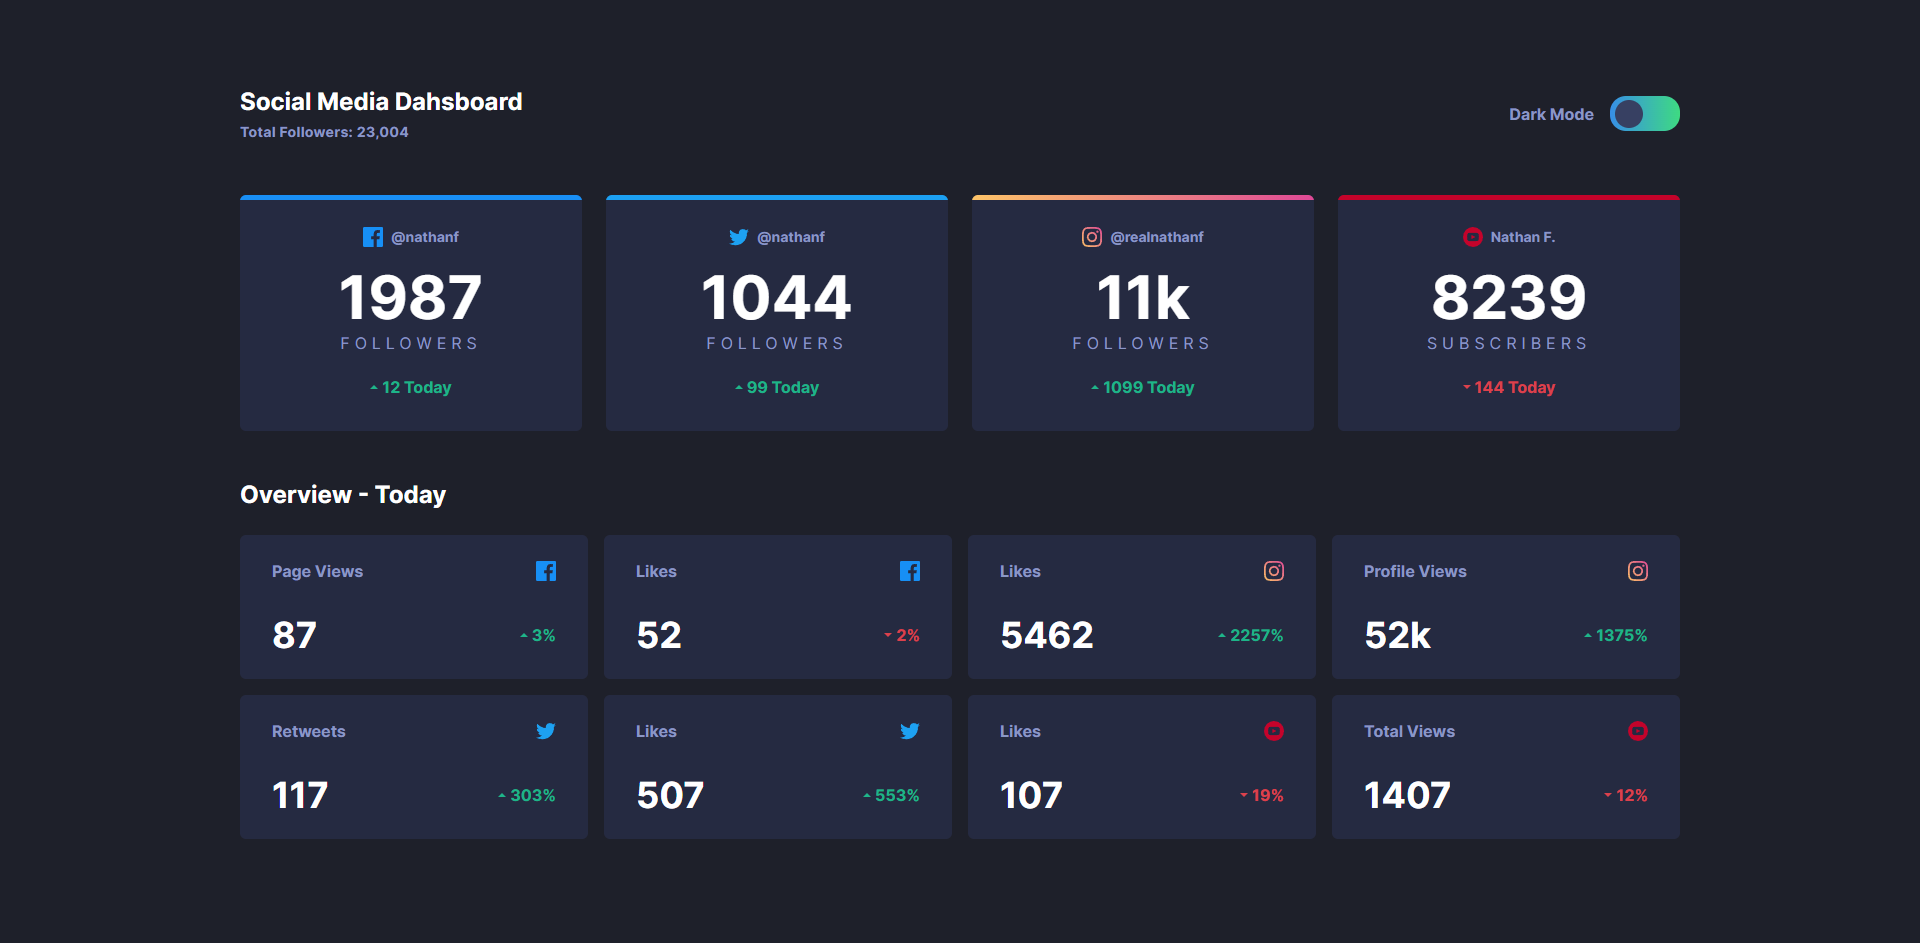 Social Media Dahsboard
Total Followers: 23,004
Dark Mode
@nathanf
1987
FOLLOWERS
12 Today
@nathanf
1044
FOLLOWERS
99 Today
@realnathanf
11k
FOLLOWERS
1099 Today
Nathan F.
8239
SUBSCRIBERS
144 Today
Overview - Today
Page Views
87
3%
Likes
52
2%
Likes
5462
2257%
Profile Views
52k
1375%
Retweets
117
303%
Likes
507
553%
Likes
107
19%
Total Views
1407
12%